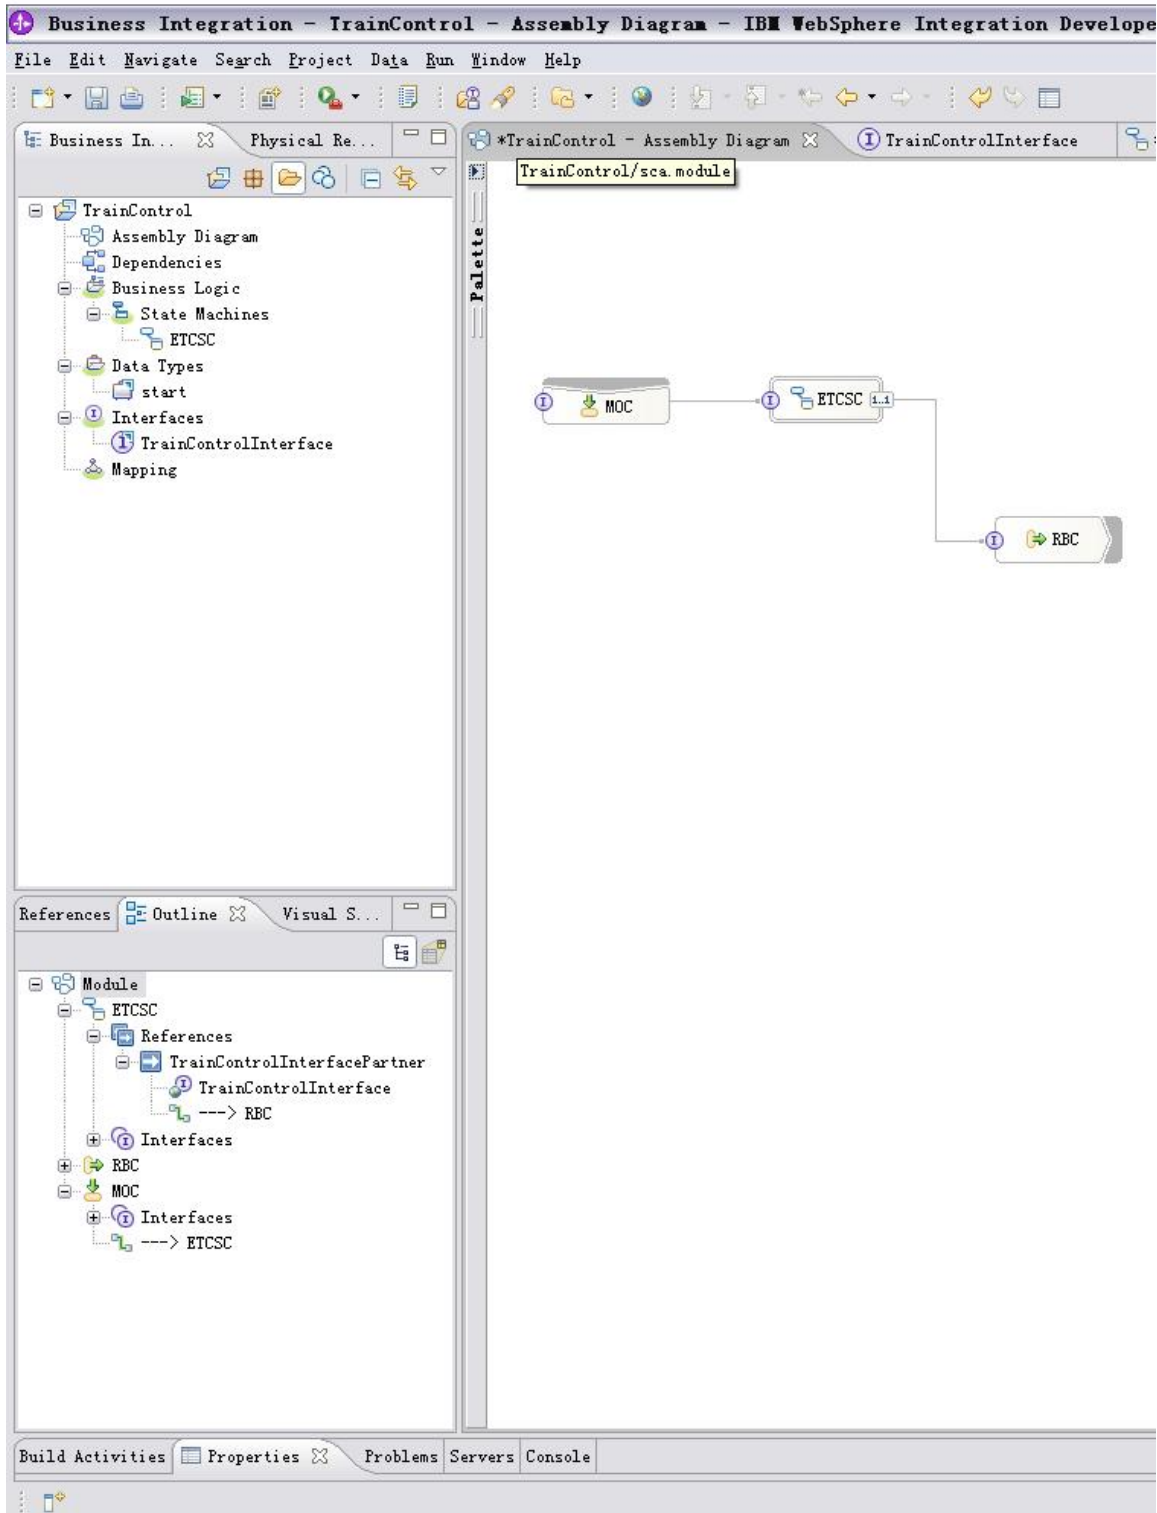 Business Integration - TrainControl - Assembly Diagram - IBM WebSphere Integration Develope
File Edit Navigate Search Project Data Run Window Help
Business In... Physical Re... *TrainControl - Assembly Diagram TrainControlInterface
TrainControl/sca.module
TrainControl
Assembly Diagram
Dependencies
Business Logic
State Machines
ETCSC
Data Types
start
Interfaces
TrainControlInterface
Mapping
Palette
MOC
ETCSC 1..1
RBC
References Outline Visual S...
Module
ETCSC
References
TrainControlInterfacePartner
TrainControlInterface
---> RBC
Interfaces
RBC
MOC
Interfaces
---> ETCSC
Build Activities Properties Problems Servers Console